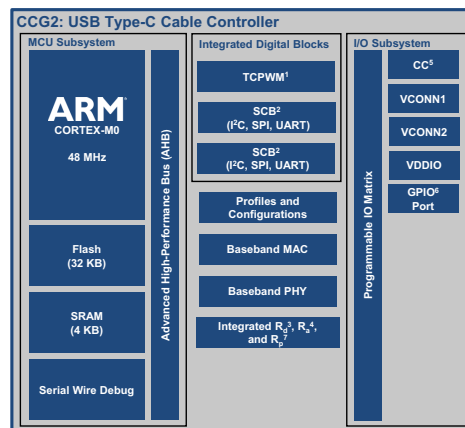 CCG2: USB Type-C Cable Controller
MCU Subsystem
ARM
CORTEX-M0
48 MHz
Flash
(32 KB)
SRAM
(4 KB)
Serial Wire Debug
Advanced High-Performance Bus (AHB)
Integrated Digital Blocks
TCPWM¹
SCB²
(I²C, SPI, UART)
SCB²
(I²C, SPI, UART)
Profiles and
Configurations
Baseband MAC
Baseband PHY
Integrated R_d³, R_a⁴,
and R_p⁷
I/O Subsystem
Programmable IO Matrix
CC⁵
VCONN1
VCONN2
VDDIO
GPIO⁶
Port